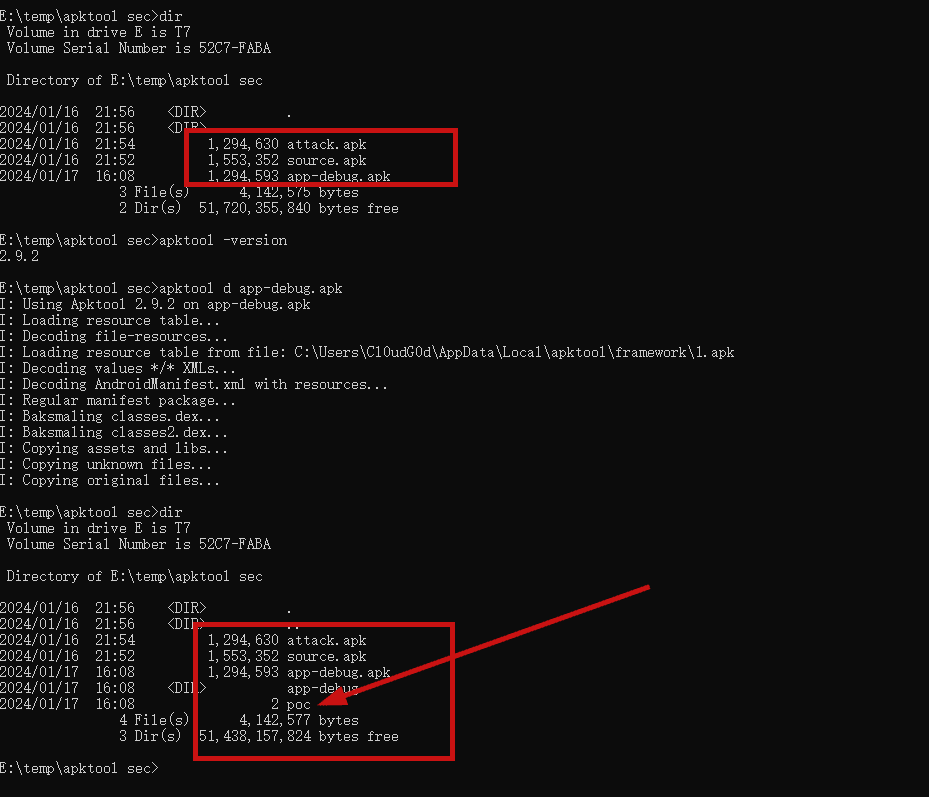 E:\temp\apktool sec>dir
 Volume in drive E is T7
 Volume Serial Number is 52C7-FABA
 Directory of E:\temp\apktool sec
2024/01/16  21:56    <DIR>          .
2024/01/16  21:56    <DIR>
2024/01/16  21:54         1,294,630 attack.apk
2024/01/16  21:52         1,553,352 source.apk
2024/01/17  16:08         1,294,593 app-debug.apk
               3 File(s)      4,142,575 bytes
               2 Dir(s)  51,720,355,840 bytes free
E:\temp\apktool sec>apktool -version
2.9.2
E:\temp\apktool sec>apktool d app-debug.apk
I: Using Apktool 2.9.2 on app-debug.apk
I: Loading resource table...
I: Decoding file-resources...
I: Loading resource table from file: C:\Users\Cl0udG0d\AppData\Local\apktool\framework\1.apk
I: Decoding values */* XMLs...
I: Decoding AndroidManifest.xml with resources...
I: Regular manifest package...
I: Baksmaling classes.dex...
I: Baksmaling classes2.dex...
I: Copying assets and libs...
I: Copying unknown files...
I: Copying original files...
E:\temp\apktool sec>dir
 Volume in drive E is T7
 Volume Serial Number is 52C7-FABA
 Directory of E:\temp\apktool sec
2024/01/16  21:56    <DIR>          .
2024/01/16  21:56    <DIR>          ..
2024/01/16  21:54         1,294,630 attack.apk
2024/01/16  21:52         1,553,352 source.apk
2024/01/17  16:08         1,294,593 app-debug.apk
2024/01/17  16:08    <DIR>          app-debug
2024/01/17  16:08                 2 poc
               4 File(s)      4,142,577 bytes
               3 Dir(s)  51,438,157,824 bytes free
E:\temp\apktool sec>